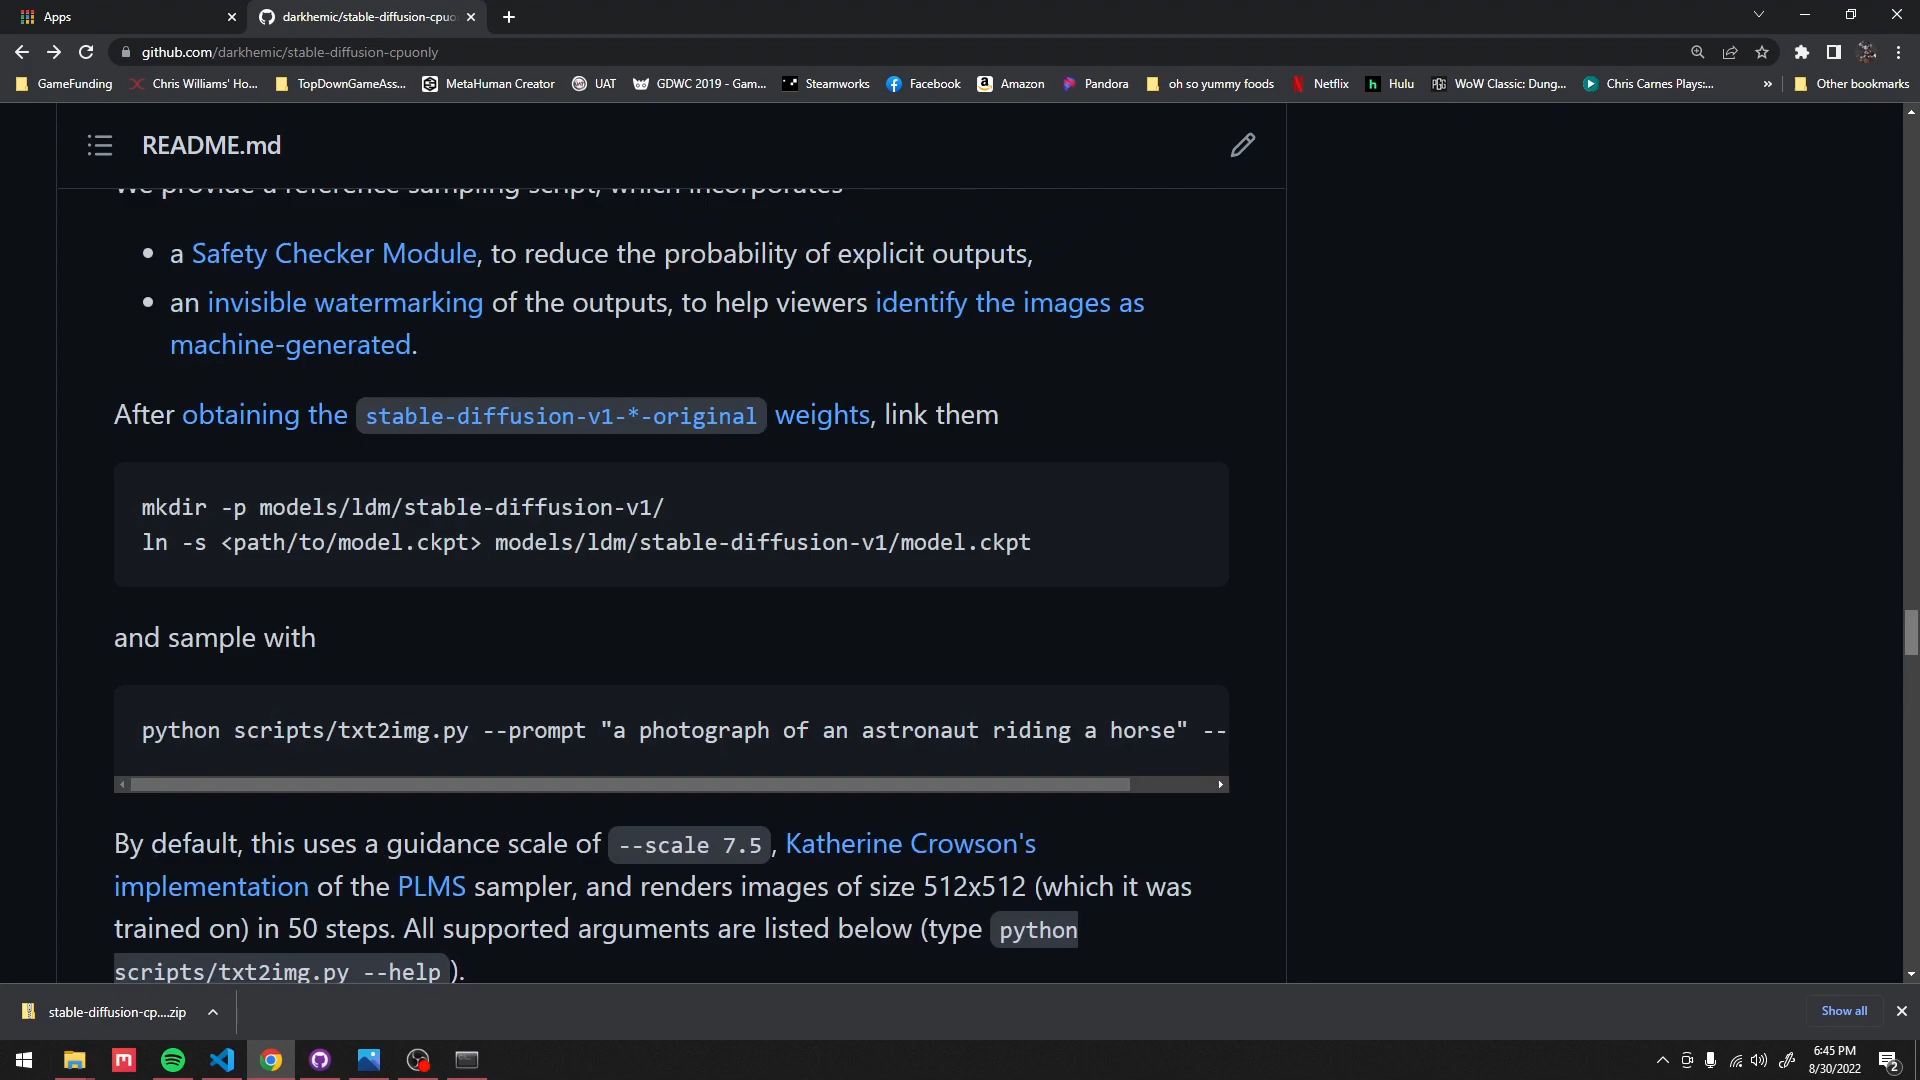 Apps
darkhemic/stable-diffusion-cpuo
github.com/darkhemic/stable-diffusion-cpuonly
GameFunding
Chris Williams' Ho...
TopDownGameAss...
MetaHuman Creator
UAT
GDWC 2019 - Gam...
Steamworks
Facebook
Amazon
Pandora
oh so yummy foods
Netflix
Hulu
WoW Classic: Dung...
Chris Carnes Plays:...
»
Other bookmarks
README.md
We provide a reference sampling script, which incorporates
• a Safety Checker Module, to reduce the probability of explicit outputs,
• an invisible watermarking of the outputs, to help viewers identify the images as
machine-generated.
After obtaining the stable-diffusion-v1-*-original weights, link them
mkdir -p models/ldm/stable-diffusion-v1/
ln -s <path/to/model.ckpt> models/ldm/stable-diffusion-v1/model.ckpt
and sample with
python scripts/txt2img.py --prompt "a photograph of an astronaut riding a horse" --
By default, this uses a guidance scale of --scale 7.5, Katherine Crowson's
implementation of the PLMS sampler, and renders images of size 512x512 (which it was
trained on) in 50 steps. All supported arguments are listed below (type python
scripts/txt2img.py --help).
stable-diffusion-cp....zip
Show all
6:45 PM
8/30/2022
2